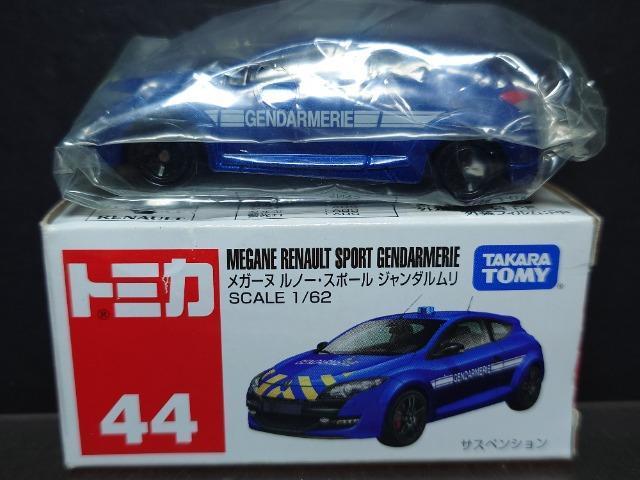 GENDARMERIE
RENAULT
トミカ
®
44
MEGANE RENAULT SPORT GENDARMERIE
メガーヌ ルノー・スポール ジャンダルムリ
SCALE 1/62
TAKARA
TOMY
GENDARMERIE
サスペンション